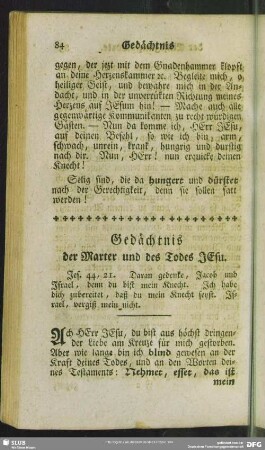 84 Gedächtnis
gegen, der jetzt mit dem Gnadenhammer klopft
an deine Herzenskammer ꝛc. Begleite mich, o
heiliger Geist, und bewahre mich in der An-
dacht, und in der unverrükten Richtung meines
Herzens auf JEsum hin! — Mache auch alle
gegenwärtige Kommunikanten zu recht würdigen
Gästen. — Nun da komme ich, HErr JEsu,
auf deinen Befehl, so wie ich bin, arm,
schwach, unrein, krank, hungrig und durstig
nach dir. Nun, HErr! nun erquicke deinen
Knecht!
Selig sind, die da hungert und dürstet
nach der Gerechtigkeit, denn sie sollen satt
werden!
Gedächtnis
der Marter und des Todes JEsu.
Jes. 44, 21. Daran gedenke, Jacob und
Israel, denn du bist mein Knecht. Ich habe
dich zubereitet, daß du mein Knecht seyst. Is-
rael, vergiß mein nicht.
Ach HErr JEsu, du bist aus höchst dringen-
der Liebe am Kreuze für mich gestorben.
Aber wie lange bin ich blind gewesen an der
Kraft deines Todes, und an den Worten dei-
nes Testaments: Nehmet, esset, das ist
mein
SLUB
DFG